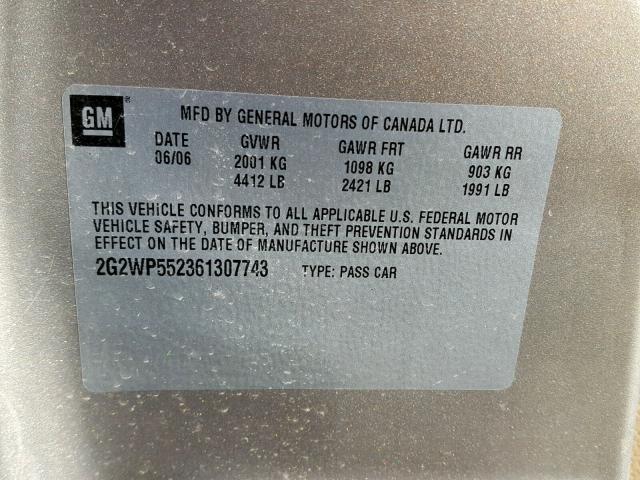 GM
MFD BY GENERAL MOTORS OF CANADA LTD.
DATE GVWR GAWR FRT GAWR RR
06/06 2001 KG 1098 KG 903 KG
4412 LB 2421 LB 1991 LB
THIS VEHICLE CONFORMS TO ALL APPLICABLE U.S. FEDERAL MOTOR
VEHICLE SAFETY, BUMPER, AND THEFT PREVENTION STANDARDS IN
EFFECT ON THE DATE OF MANUFACTURE SHOWN ABOVE.
2G2WP552361307743 TYPE: PASS CAR